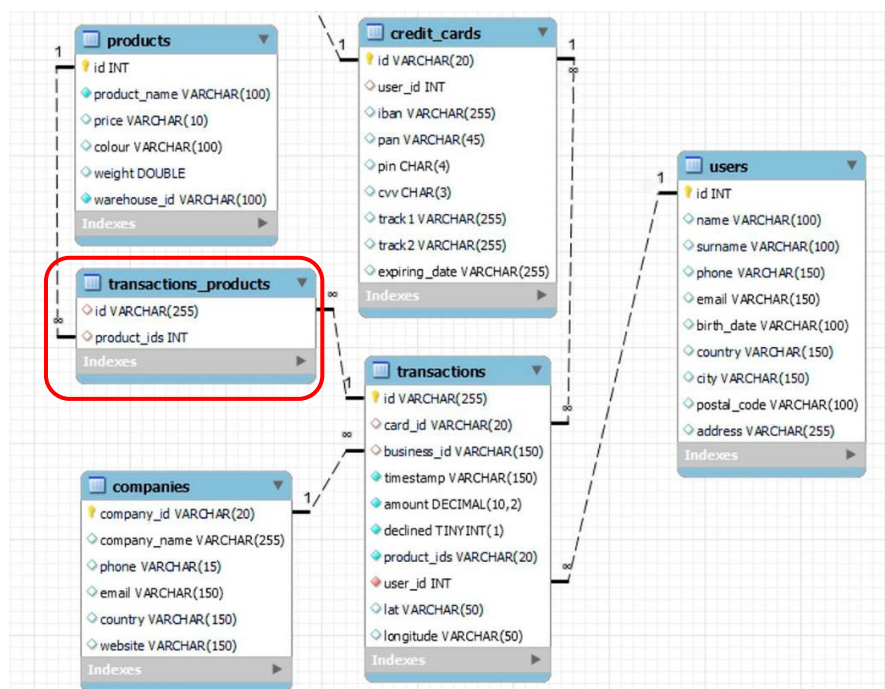 products
1
id INT
product_name VARCHAR(100)
price VARCHAR(10)
colour VARCHAR(100)
weight DOUBLE
warehouse_id VARCHAR(100)
Indexes
transactions_products
∞
id VARCHAR(255)
∞
product_ids INT
Indexes
companies
1
company_id VARCHAR(20)
company_name VARCHAR(255)
phone VARCHAR(15)
email VARCHAR(150)
country VARCHAR(150)
website VARCHAR(150)
Indexes
credit_cards
1
1
id VARCHAR(20)
∞
user_id INT
iban VARCHAR(255)
pan VARCHAR(45)
pin CHAR(4)
cvv CHAR(3)
track1 VARCHAR(255)
track2 VARCHAR(255)
expiring_date VARCHAR(255)
Indexes
transactions
1
id VARCHAR(255)
card_id VARCHAR(20)
∞
∞
business_id VARCHAR(150)
timestamp VARCHAR(150)
amount DECIMAL(10,2)
declined TINYINT(1)
product_ids VARCHAR(20)
∞
user_id INT
lat VARCHAR(50)
longitude VARCHAR(50)
Indexes
users
1
id INT
name VARCHAR(100)
surname VARCHAR(100)
phone VARCHAR(150)
email VARCHAR(150)
birth_date VARCHAR(100)
country VARCHAR(150)
city VARCHAR(150)
postal_code VARCHAR(100)
address VARCHAR(255)
Indexes